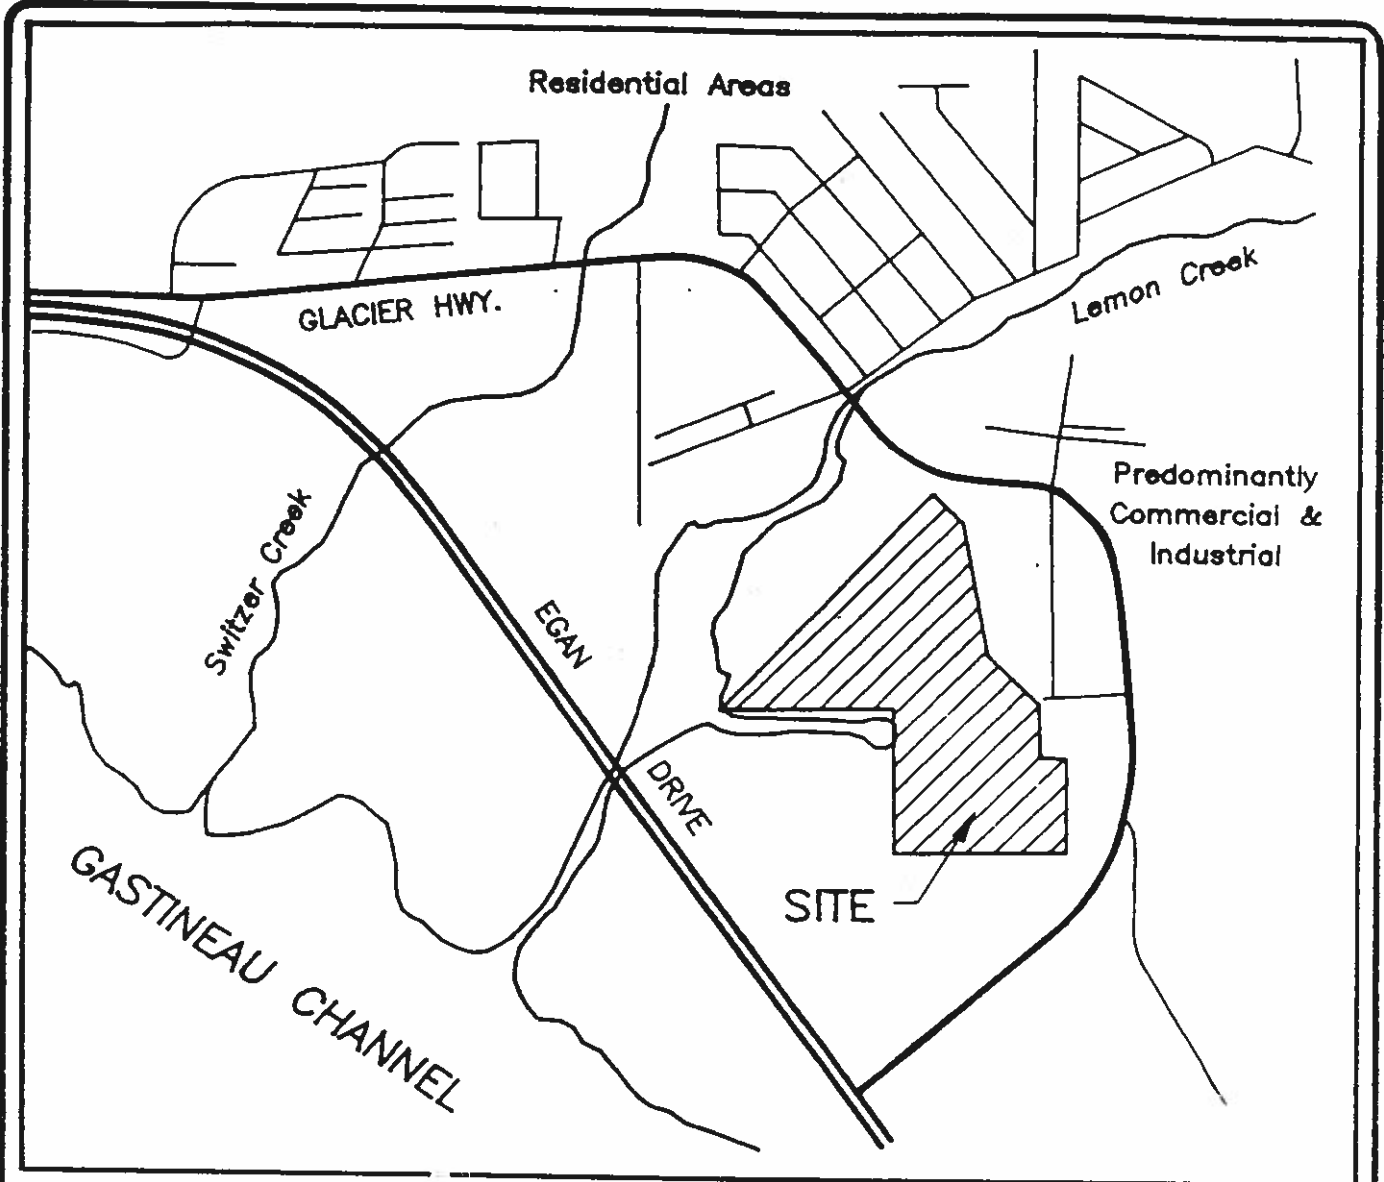 Residential Areas
GLACIER HWY.
Lemon Creek
Predominantly
Commercial &
Industrial
Switzer Creek
EGAN
DRIVE
SITE
GASTINEAU CHANNEL